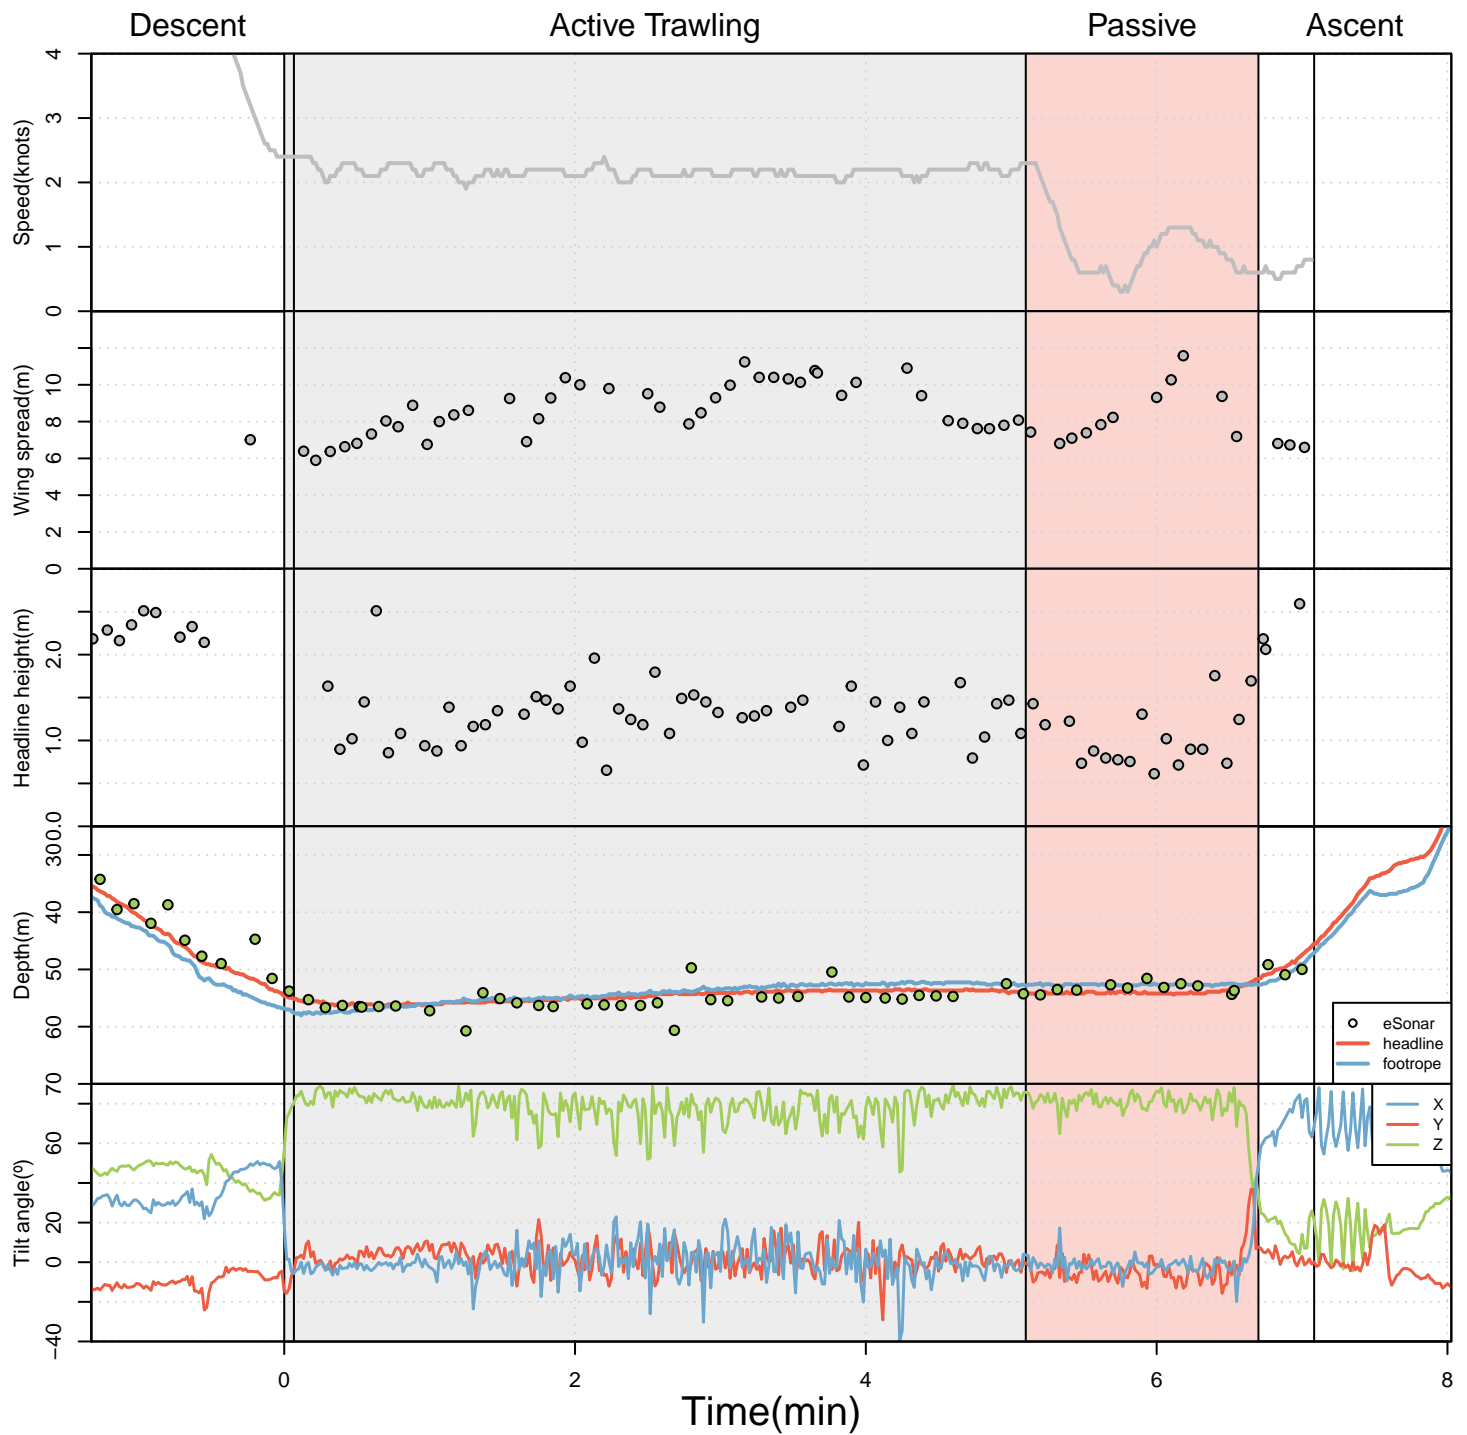 Descent Active Trawling Passive Ascent
Speed(knots)
4
3
2
1
0
Wing spread(m)
10
8
6
4
2
0
Headline height(m)
2.0
1.0
0.0
Depth(m)
30
40
50
60
70
eSonar
headline
footrope
Tilt angle(º)
60
20
0
−40
X
Y
Z
0 2 4 6 8
Time(min)